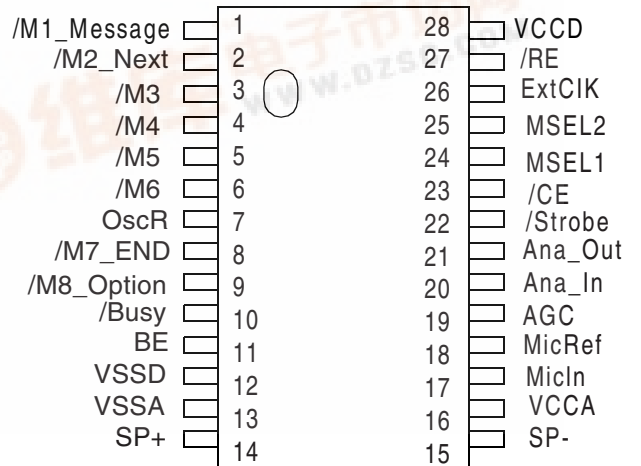 /M1_Message 1 28 VCCD
/M2_Next 2 27 /RE
/M3 3 26 ExtClK
/M4 4 25 MSEL2
/M5 5 24 MSEL1
/M6 6 23 /CE
OscR 7 22 /Strobe
/M7_END 8 21 Ana_Out
/M8_Option 9 20 Ana_In
/Busy 10 19 AGC
BE 11 18 MicRef
VSSD 12 17 MicIn
VSSA 13 16 VCCA
SP+ 14 15 SP-